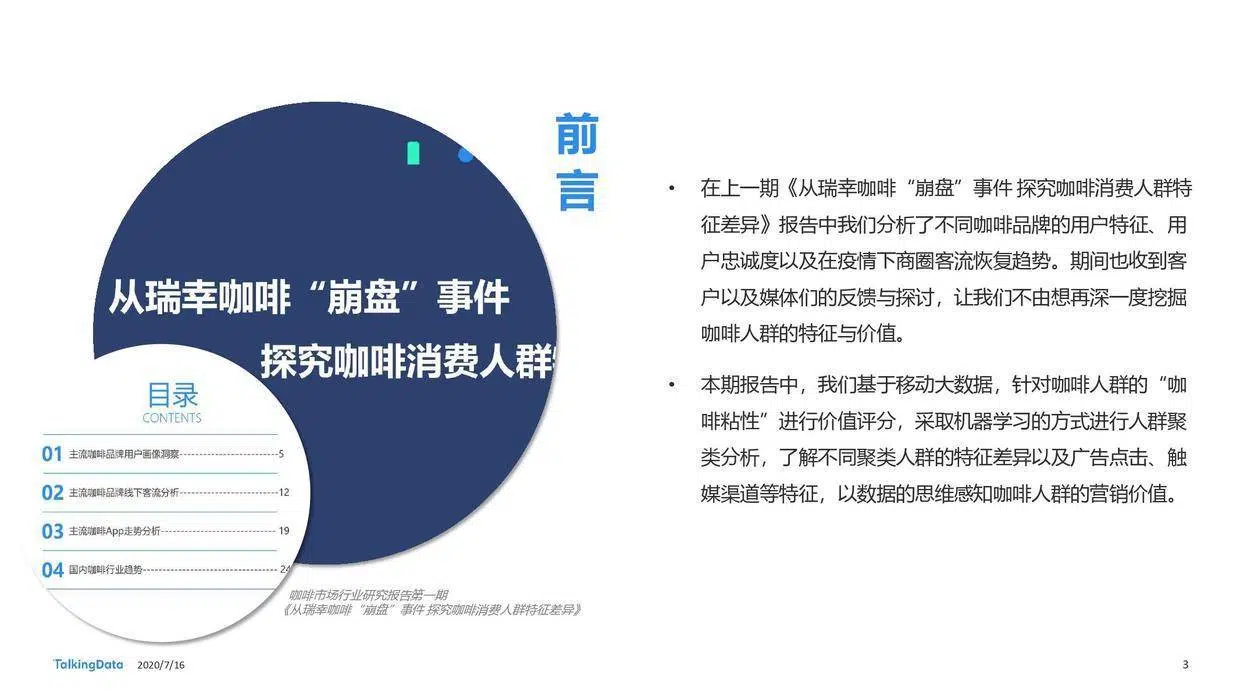 前
言
从瑞幸咖啡“崩盘”事件
探究咖啡消费人群
目录
CONTENTS
01 主流咖啡品牌用户画像洞察 5
02 主流咖啡品牌线下客流分析 12
03 主流咖啡App走势分析 19
04 国内咖啡行业趋势 24
咖啡市场行业研究报告第一期
《从瑞幸咖啡“崩盘”事件 探究咖啡消费人群特征差异》
• 在上一期《从瑞幸咖啡“崩盘”事件 探究咖啡消费人群特
征差异》报告中我们分析了不同咖啡品牌的用户特征、用
户忠诚度以及在疫情下商圈客流恢复趋势。期间也收到客
户以及媒体们的反馈与探讨，让我们不由想再深一度挖掘
咖啡人群的特征与价值。
• 本期报告中，我们基于移动大数据，针对咖啡人群的“咖
啡粘性”进行价值评分，采取机器学习的方式进行人群聚
类分析，了解不同聚类人群的特征差异以及广告点击、触
媒渠道等特征，以数据的思维感知咖啡人群的营销价值。
TalkingData 2020/7/16
3